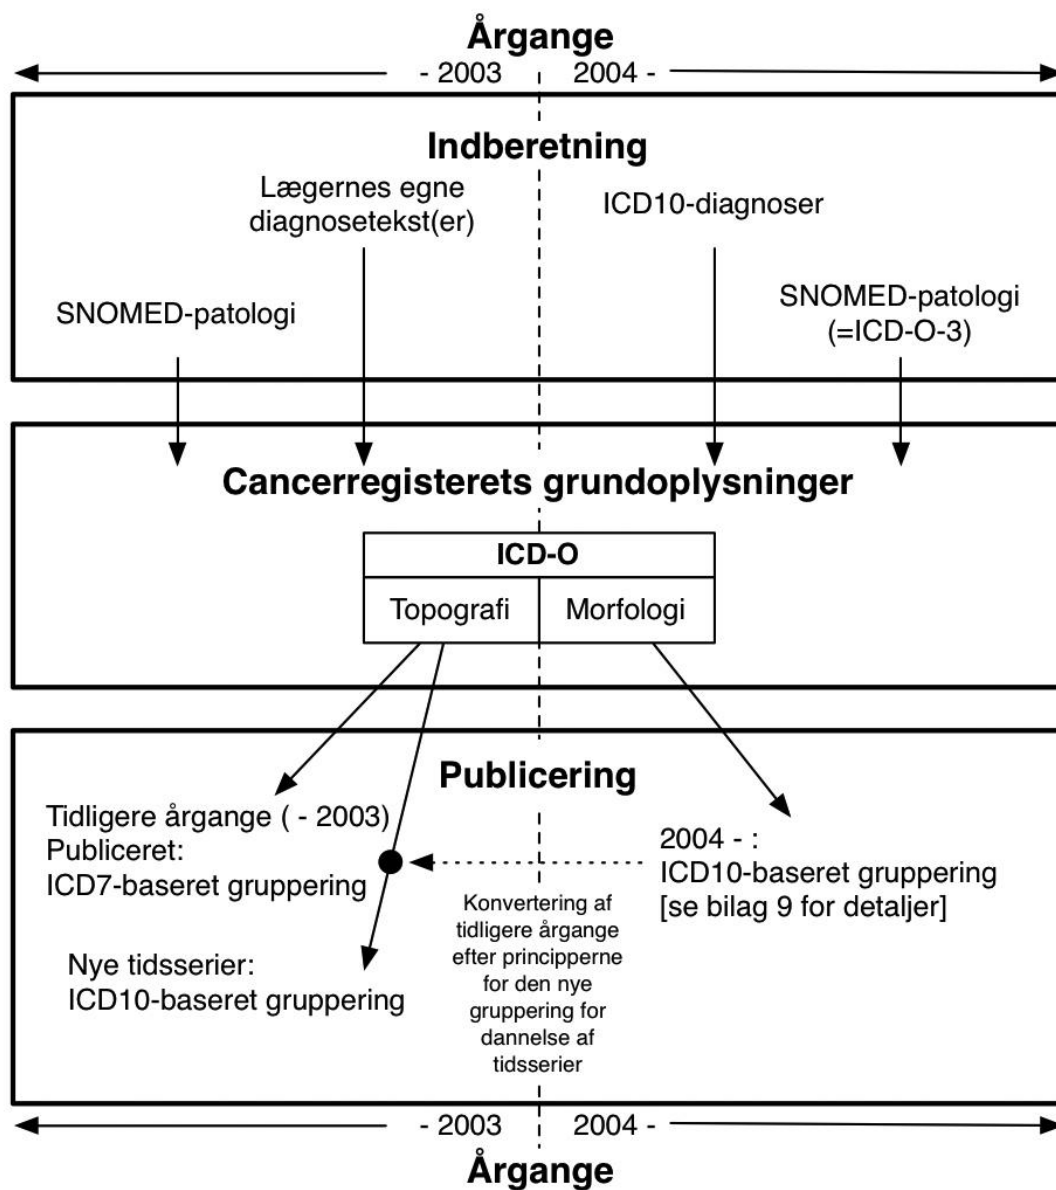 Årgange
- 2003 2004 -
Indberetning
Lægernes egne
diagnosetekst(er)
ICD10-diagnoser
SNOMED-patologi
SNOMED-patologi
(=ICD-O-3)
Cancerregisterets grundoplysninger
ICD-O
Topografi Morfologi
Publicering
Tidligere årgange ( - 2003)
Publiceret:
ICD7-baseret gruppering
2004 - :
ICD10-baseret gruppering
[se bilag 9 for detaljer]
Konvertering af
tidligere årgange
efter principperne
for den nye
gruppering for
dannelse af
tidsserier
Nye tidsserier:
ICD10-baseret gruppering
- 2003 2004 -
Årgange